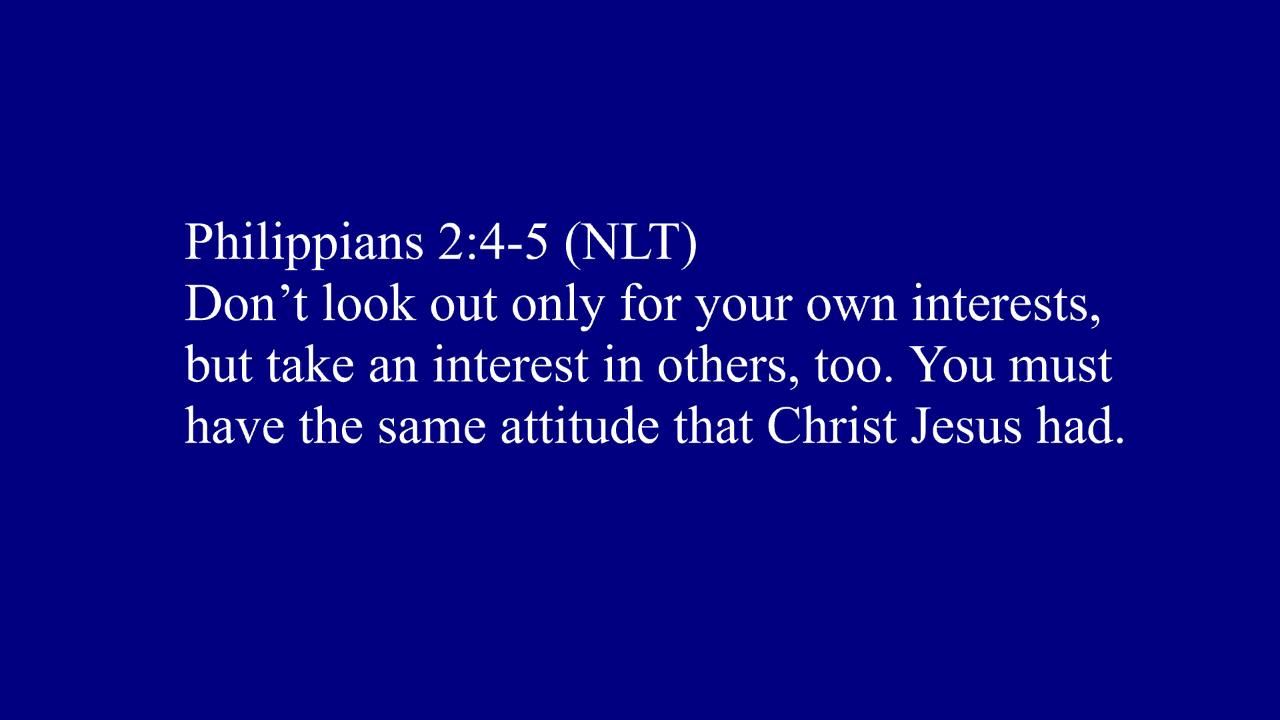 Philippians 2:4-5 (NLT)
Don’t look out only for your own interests,
but take an interest in others, too. You must
have the same attitude that Christ Jesus had.